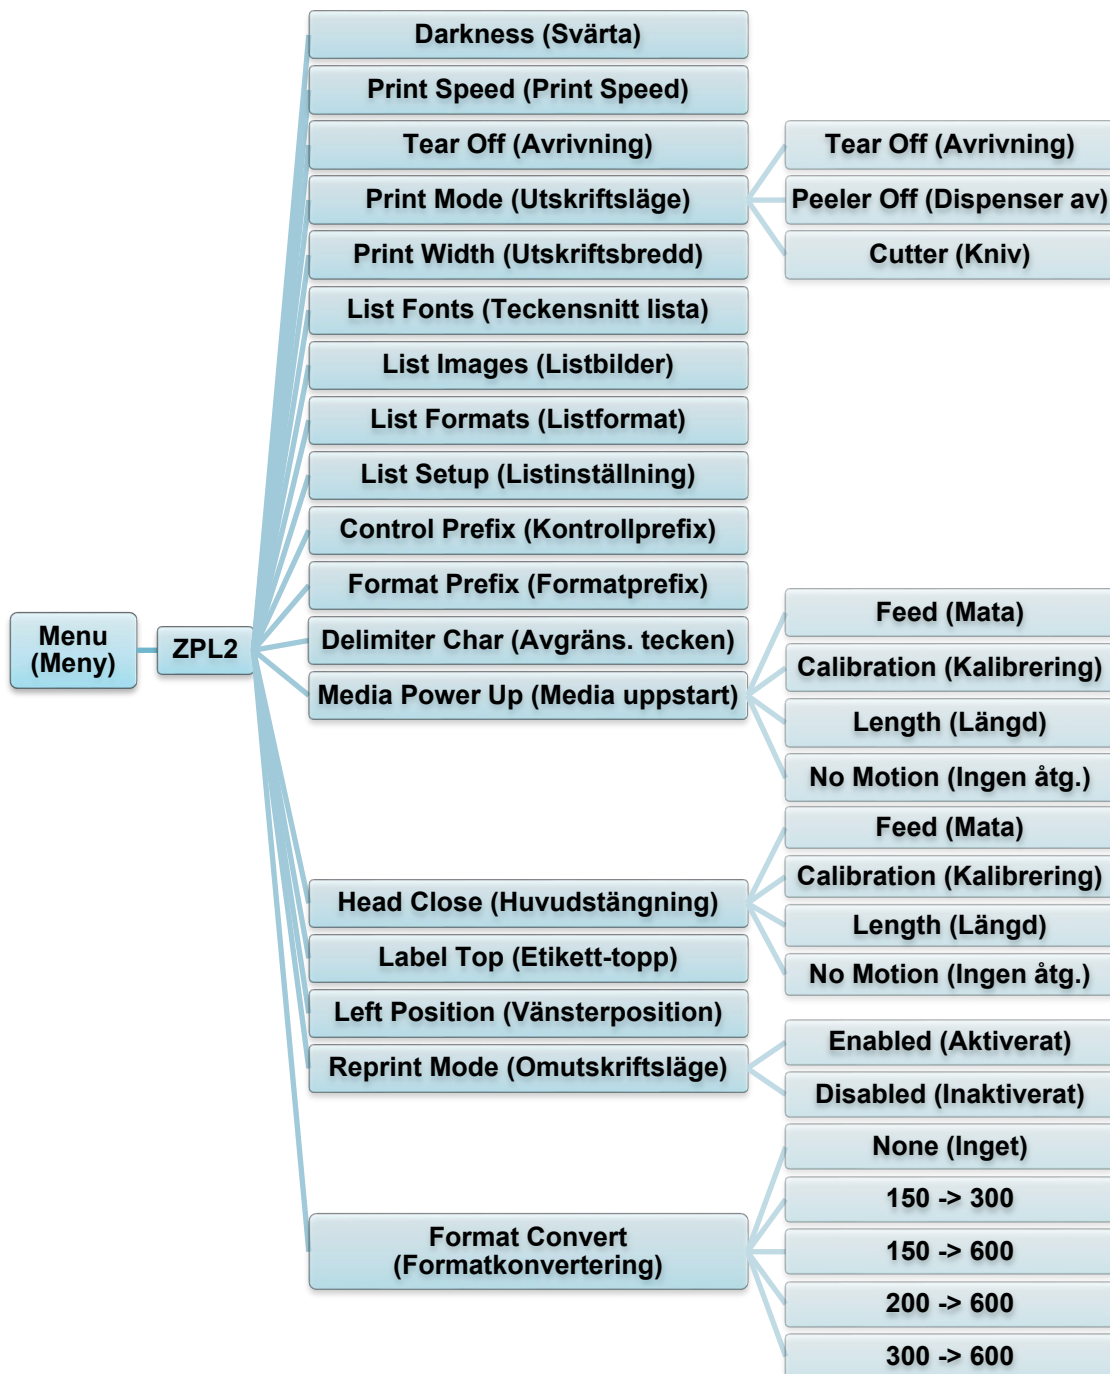 Menu
(Meny)
ZPL2
Darkness (Svärta)
Print Speed (Print Speed)
Tear Off (Avrivning)
Print Mode (Utskriftsläge)
Tear Off (Avrivning)
Peeler Off (Dispenser av)
Cutter (Kniv)
Print Width (Utskriftsbredd)
List Fonts (Teckensnitt lista)
List Images (Listbilder)
List Formats (Listformat)
List Setup (Listinställning)
Control Prefix (Kontrollprefix)
Format Prefix (Formatprefix)
Delimiter Char (Avgräns. tecken)
Media Power Up (Media uppstart)
Feed (Mata)
Calibration (Kalibrering)
Length (Längd)
No Motion (Ingen åtg.)
Head Close (Huvudstängning)
Feed (Mata)
Calibration (Kalibrering)
Length (Längd)
No Motion (Ingen åtg.)
Label Top (Etikett-topp)
Left Position (Vänsterposition)
Reprint Mode (Omutskriftsläge)
Enabled (Aktiverat)
Disabled (Inaktiverat)
Format Convert
(Formatkonvertering)
None (Inget)
150 -> 300
150 -> 600
200 -> 600
300 -> 600